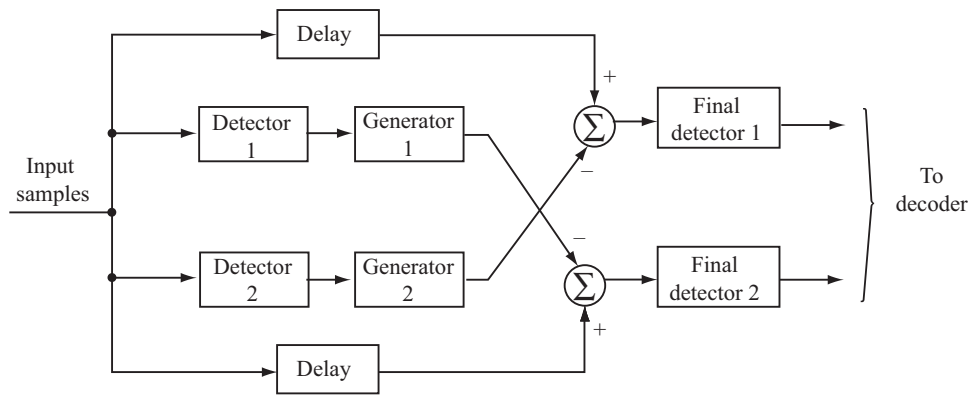 Delay
+
Detector
1
Generator
1
Σ
Final
detector 1
−
Input
samples
To
decoder
−
Detector
2
Generator
2
Σ
Final
detector 2
+
Delay